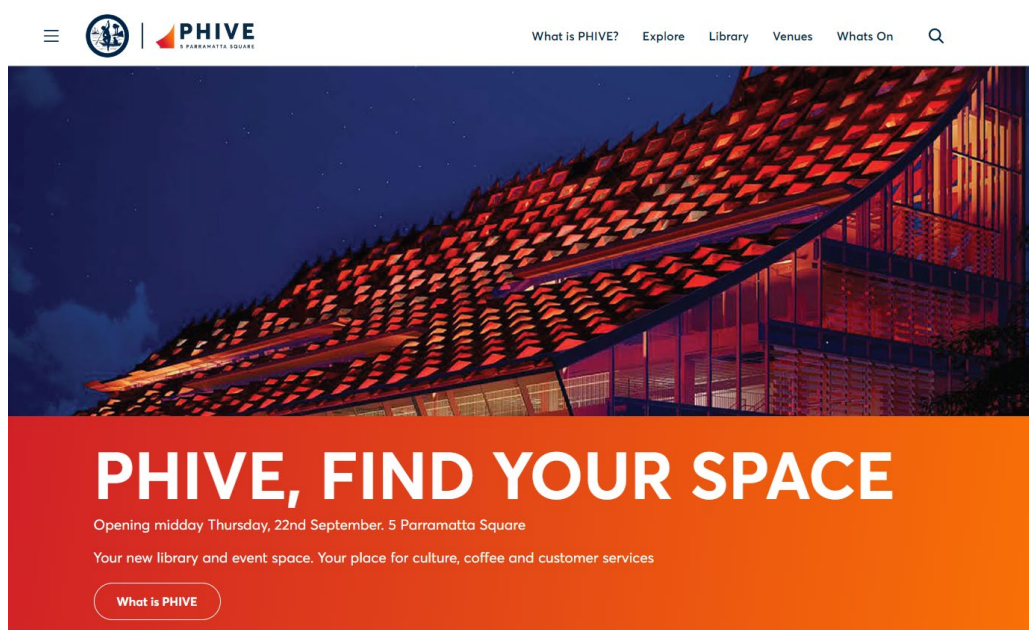 PHIVE
5 PARRAMATTA SQUARE
What is PHIVE? Explore Library Venues Whats On
PHIVE, FIND YOUR SPACE
Opening midday Thursday, 22nd September. 5 Parramatta Square
Your new library and event space. Your place for culture, coffee and customer services
What is PHIVE